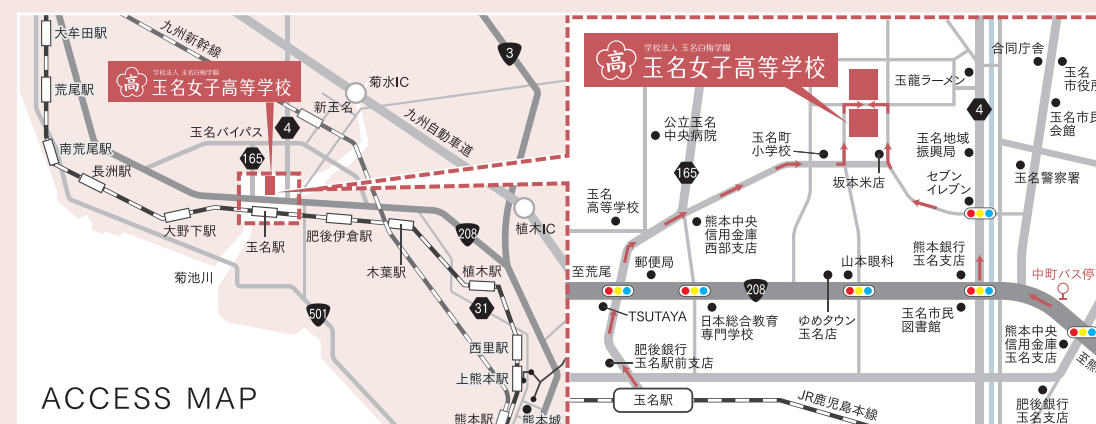 大牟田駅
荒尾駅
南荒尾駅
長洲駅
大野下駅
玉名駅
肥後伊倉駅
木葉駅
植木駅
西里駅
上熊本駅
熊本駅
熊本城
九州新幹線
学校法人 玉名白梅学園
高
玉名女子高等学校
新玉名
菊水IC
九州自動車道
植木IC
玉名バイパス
菊池川
3
4
165
208
31
501
ACCESS MAP
学校法人 玉名白梅学園
高
玉名女子高等学校
公立玉名
中央病院
玉名町
小学校
坂本米店
玉龍ラーメン
合同庁舎
玉名
市役所
玉名市民
会館
4
玉名地域
振興局
セブン
イレブン
玉名警察署
165
玉名
高等学校
熊本中央
信用金庫
西部支店
至荒尾
郵便局
山本眼科
熊本銀行
玉名支店
中町バス停
208
TSUTAYA
日本総合教育
専門学校
ゆめタウン
玉名店
玉名市民
図書館
熊本中央
信用金庫
玉名支店
肥後銀行
玉名駅前支店
玉名駅
JR鹿児島本線
肥後銀行
玉名支店